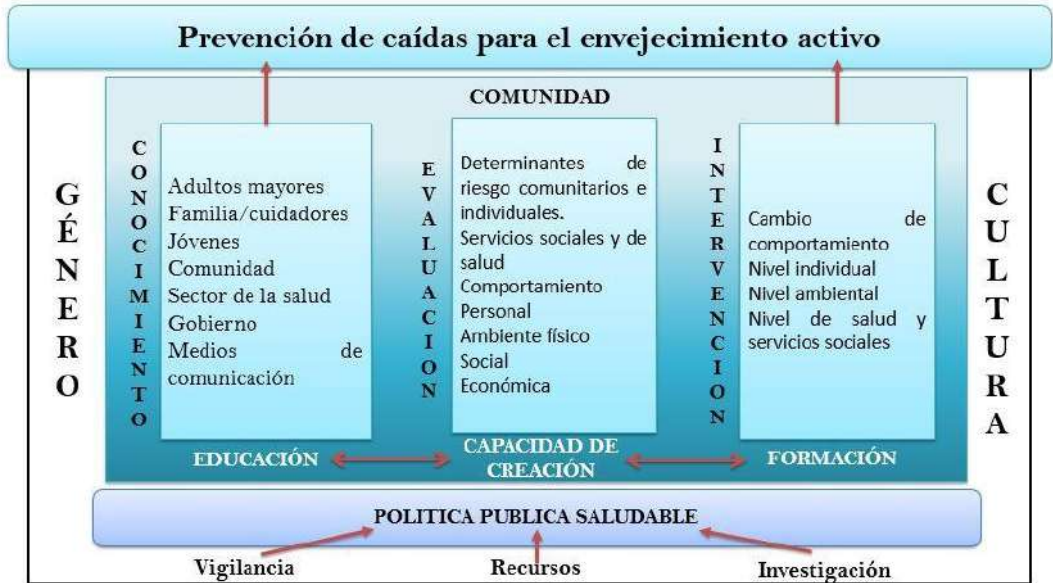 Prevención de caídas para el envejecimiento activo
COMUNIDAD
GÉNERO
CONOCIMIENTO
Adultos mayores
Familia/cuidadores
Jóvenes
Comunidad
Sector de la salud
Gobierno
Medios de
comunicación
EVALUACION
Determinantes de
riesgo comunitarios e
individuales.
Servicios sociales y de
salud
Comportamiento
Personal
Ambiente físico
Social
Económica
INTERVENCION
Cambio de
comportamiento
Nivel individual
Nivel ambiental
Nivel de salud y
servicios sociales
CULTURA
EDUCACIÓN
CAPACIDAD DE
CREACIÓN
FORMACIÓN
POLITICA PUBLICA SALUDABLE
Vigilancia
Recursos
Investigación